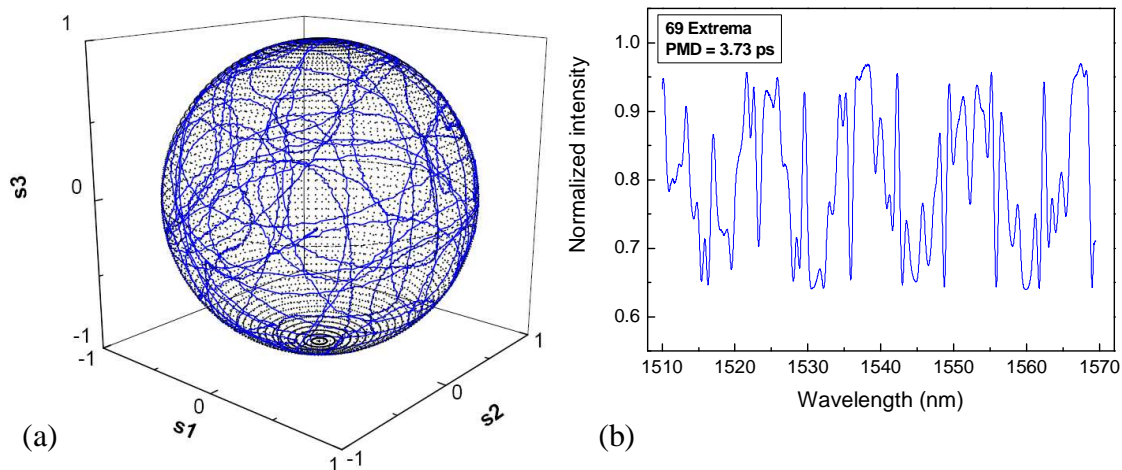 1
0
-1
s3
-1
0
1
s1
-1
0
1
s2
(a)
69 Extrema
PMD = 3.73 ps
1.0
0.9
0.8
0.7
0.6
Normalized intensity
1510 1520 1530 1540 1550 1560 1570
Wavelength (nm)
(b)